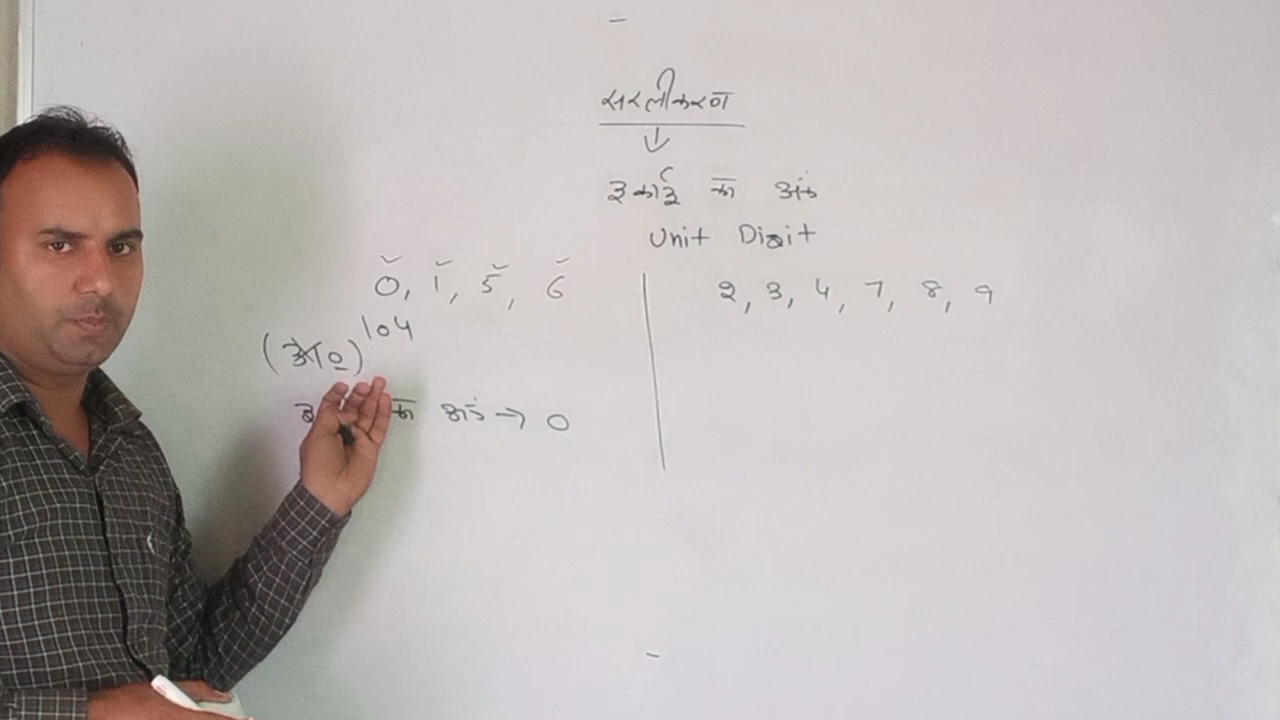 सरलीकरण
इकाई का अंक
Unit Digit
0, 1, 5, 6
2, 3, 4, 7, 8, 9
( 0)¹⁰⁴
का अंक → 0